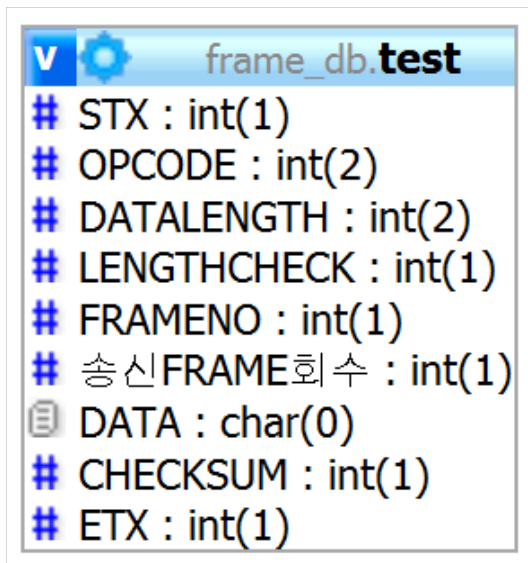 v frame_db.test
# STX : int(1)
# OPCODE : int(2)
# DATALENGTH : int(2)
# LENGTHCHECK : int(1)
# FRAMENO : int(1)
# 송신FRAME회수 : int(1)
DATA : char(0)
# CHECKSUM : int(1)
# ETX : int(1)